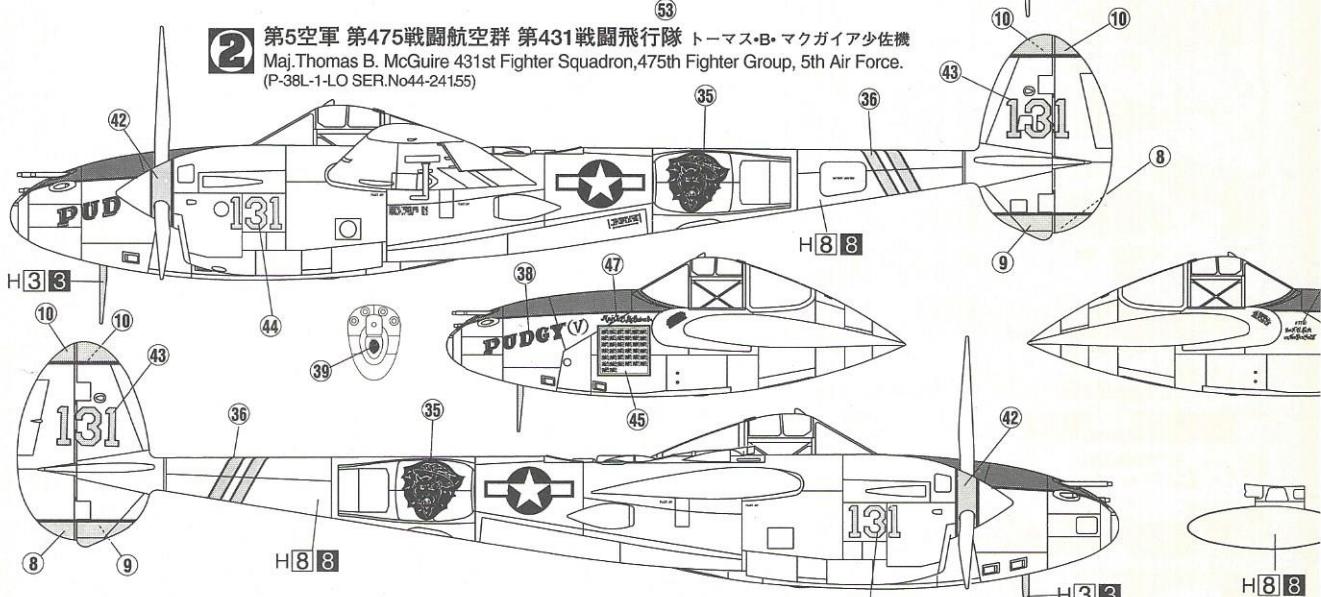 53
2 第5空軍 第475戦闘航空群 第431戦闘飛行隊 トーマス・B・マクガイア少佐機
Maj.Thomas B. McGuire 431st Fighter Squadron,475th Fighter Group, 5th Air Force.
(P-38L-1-LO SER.No44-24155)
10 10
43
42 35 36
131
8
PUD
131
H 8 8
9
H 3 3
44
38 47
PUDGY (V)
39
45
10 10
43
131
36 35 42
131
8 9
H 8 8
H 3 3
H 8 8